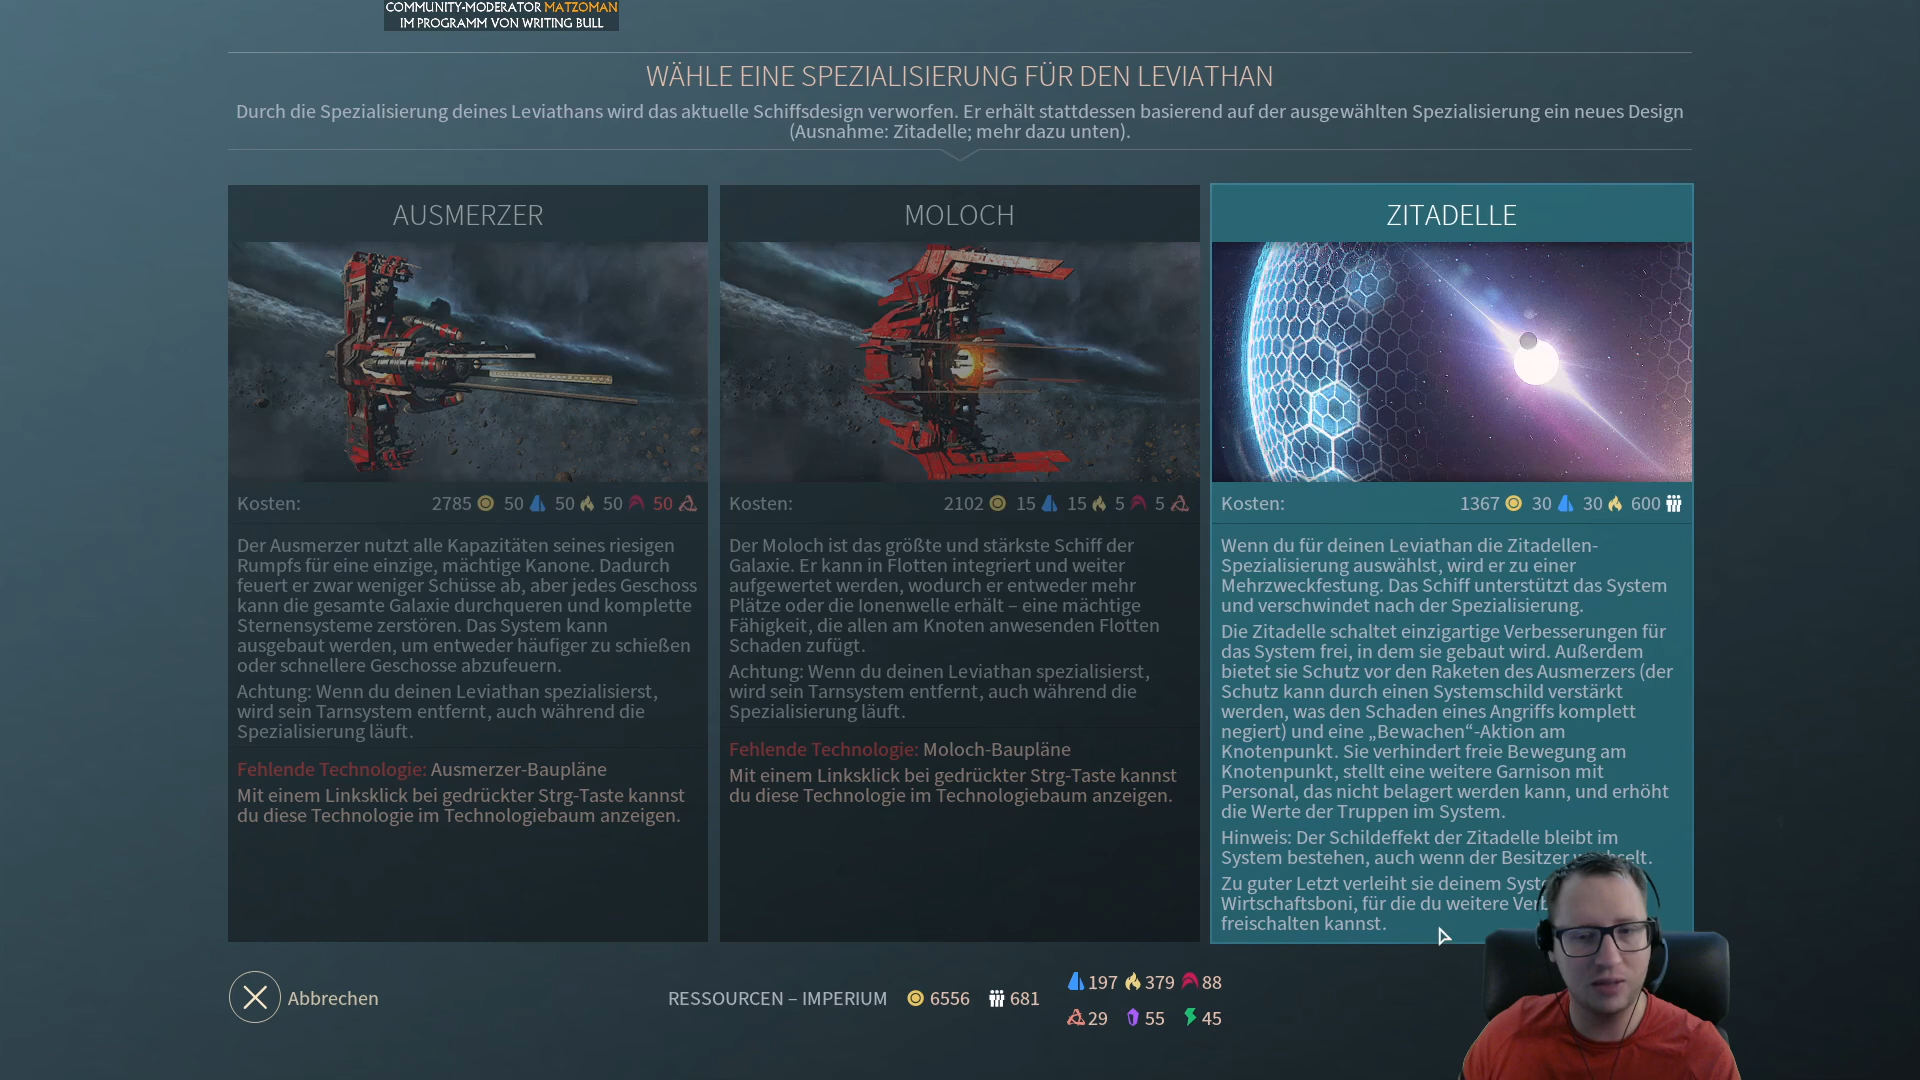 COMMUNITY-MODERATOR MATZOMAN
IM PROGRAMM VON WRITING BULL
WÄHLE EINE SPEZIALISIERUNG FÜR DEN LEVIATHAN
Durch die Spezialisierung deines Leviathans wird das aktuelle Schiffsdesign verworfen. Er erhält stattdessen basierend auf der ausgewählten Spezialisierung ein neues Design
(Ausnahme: Zitadelle; mehr dazu unten).
AUSMERZER
Kosten: 2785 50 50 50 50
Der Ausmerzer nutzt alle Kapazitäten seines riesigen
Rumpfs für eine einzige, mächtige Kanone. Dadurch
feuert er zwar weniger Schüsse ab, aber jedes Geschoss
kann die gesamte Galaxie durchqueren und komplette
Sternensysteme zerstören. Das System kann
ausgebaut werden, um entweder häufiger zu schießen
oder schnellere Geschosse abzufeuern.
Achtung: Wenn du deinen Leviathan spezialisierst,
wird sein Tarnsystem entfernt, auch während die
Spezialisierung läuft.
Fehlende Technologie: Ausmerzer-Baupläne
Mit einem Linksklick bei gedrückter Strg-Taste kannst
du diese Technologie im Technologiebaum anzeigen.
MOLOCH
Kosten: 2102 15 15 5 5
Der Moloch ist das größte und stärkste Schiff der
Galaxie. Er kann in Flotten integriert und weiter
aufgewertet werden, wodurch er entweder mehr
Plätze oder die Ionenwelle erhält – eine mächtige
Fähigkeit, die allen am Knoten anwesenden Flotten
Schaden zufügt.
Achtung: Wenn du deinen Leviathan spezialisierst,
wird sein Tarnsystem entfernt, auch während die
Spezialisierung läuft.
Fehlende Technologie: Moloch-Baupläne
Mit einem Linksklick bei gedrückter Strg-Taste kannst
du diese Technologie im Technologiebaum anzeigen.
ZITADELLE
Kosten: 1367 30 30 600
Wenn du für deinen Leviathan die Zitadellen-
Spezialisierung auswählst, wird er zu einer
Mehrzweckfestung. Das Schiff unterstützt das System
und verschwindet nach der Spezialisierung.
Die Zitadelle schaltet einzigartige Verbesserungen für
das System frei, in dem sie gebaut wird. Außerdem
bietet sie Schutz vor den Raketen des Ausmerzers (der
Schutz kann durch einen Systemschild verstärkt
werden, was den Schaden eines Angriffs komplett
negiert) und eine „Bewachen“-Aktion am
Knotenpunkt. Sie verhindert freie Bewegung am
Knotenpunkt, stellt eine weitere Garnison mit
Personal, das nicht belagert werden kann, und erhöht
die Werte der Truppen im System.
Hinweis: Der Schildeffekt der Zitadelle bleibt im
System bestehen, auch wenn der Besitzer
Zu guter Letzt verleiht sie deinem
Wirtschaftsboni, für die du weitere
freischalten kannst.
Abbrechen
RESSOURCEN – IMPERIUM 6556 681
197 379 88
29 55 45